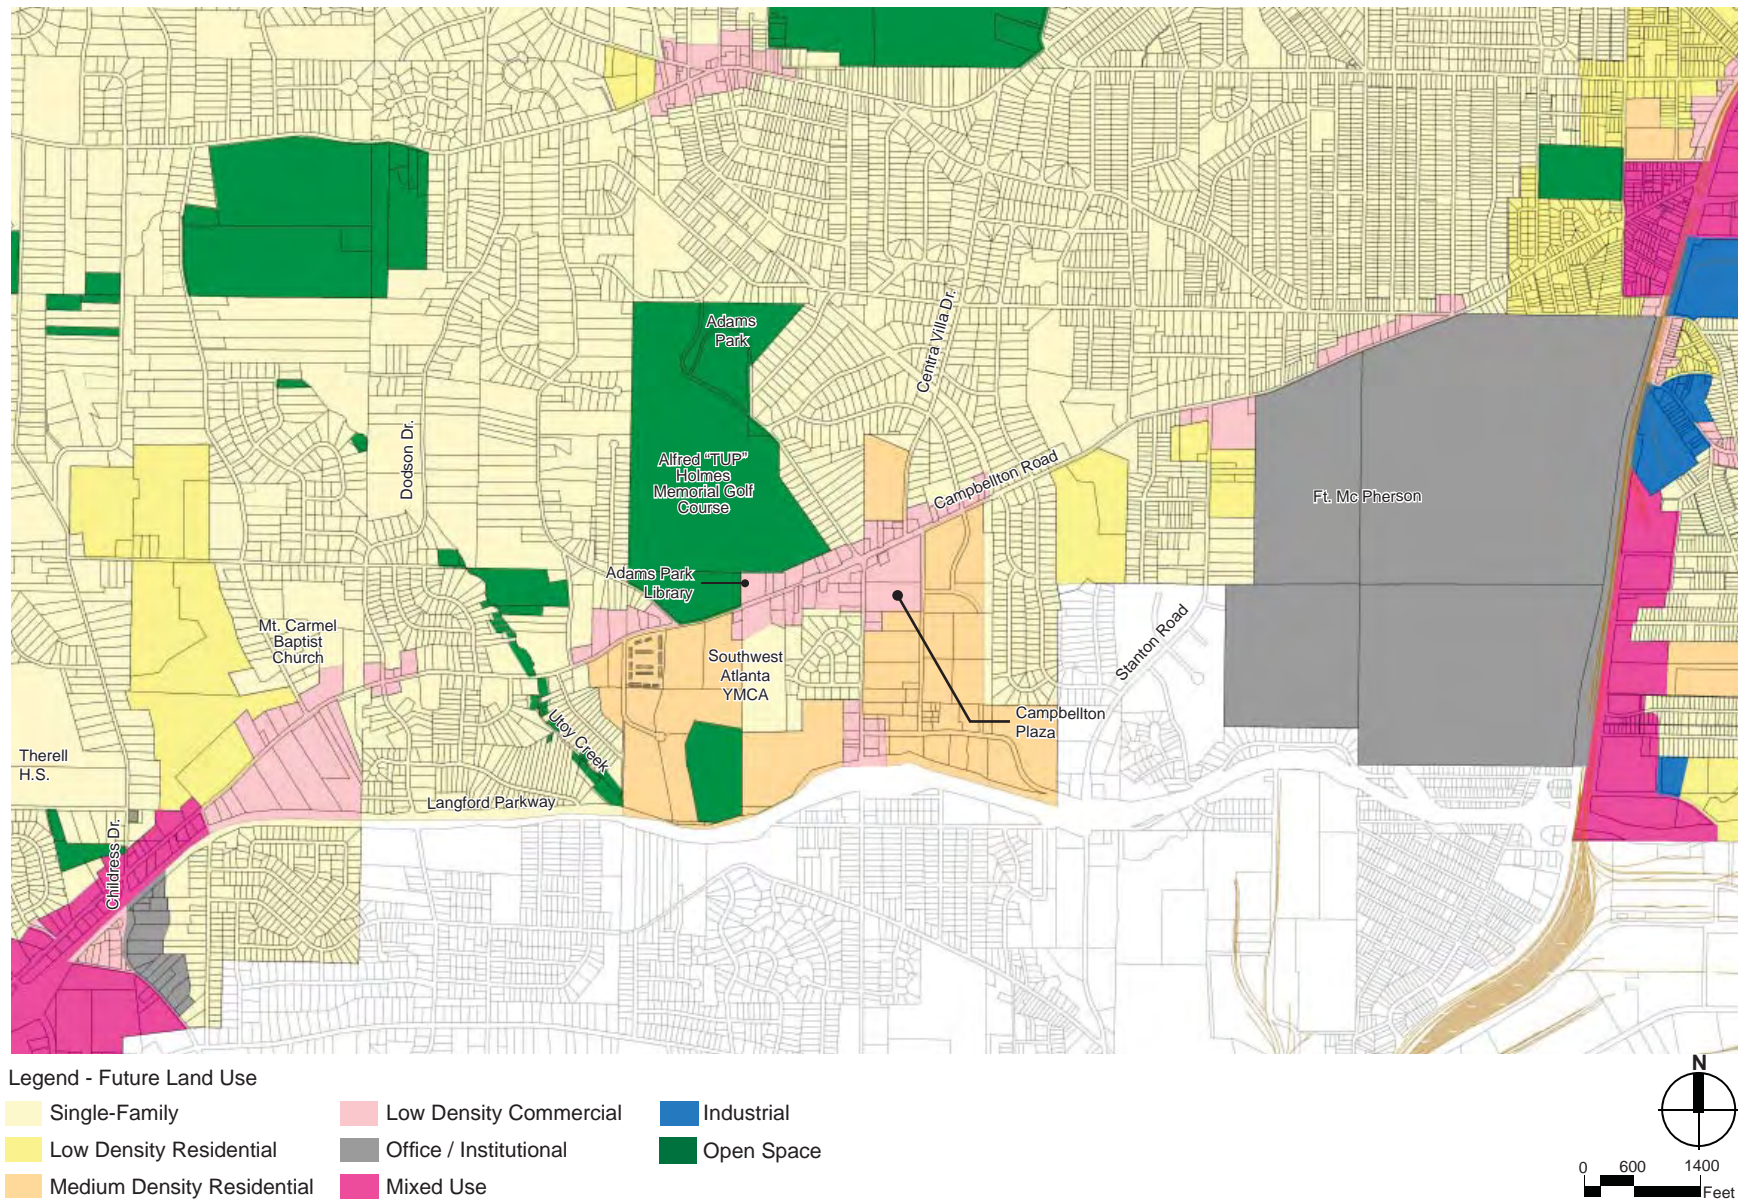 Adams
Park
Centra Villa Dr.
Dodson Dr.
Alfred “TUP”
Holmes
Memorial Golf
Course
Campbellton Road
Ft. Mc Pherson
Adams Park
Library
Stanton Road
Mt. Carmel
Baptist
Church
Southwest
Atlanta
YMCA
Campbellton
Plaza
Utoy Creek
Therell
H.S.
Langford Parkway
Childress Dr.
Legend - Future Land Use
Single-Family
Low Density Residential
Medium Density Residential
Low Density Commercial
Office / Institutional
Mixed Use
Industrial
Open Space
N
0 600 1400
Feet